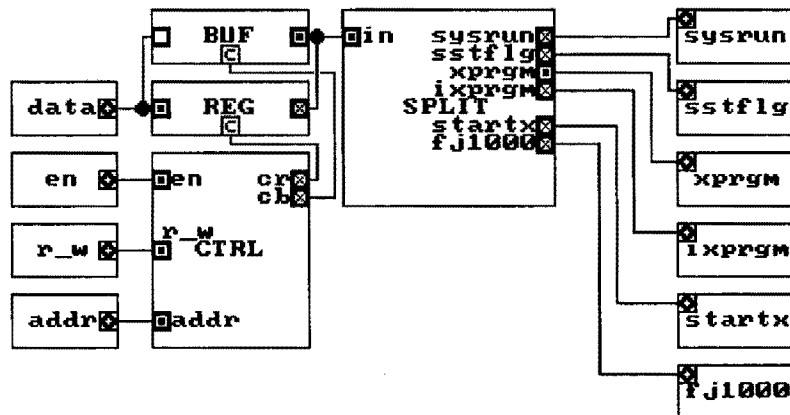 BUF
C
data
REG
C
en
en
cr
cb
r_w
r_w
CTRL
addr
addr
in
sysrun
sstflg
xprgm
ixprgm
SPLIT
startx
fj1000
sysrun
sstflg
xprgm
ixprgm
startx
fj1000